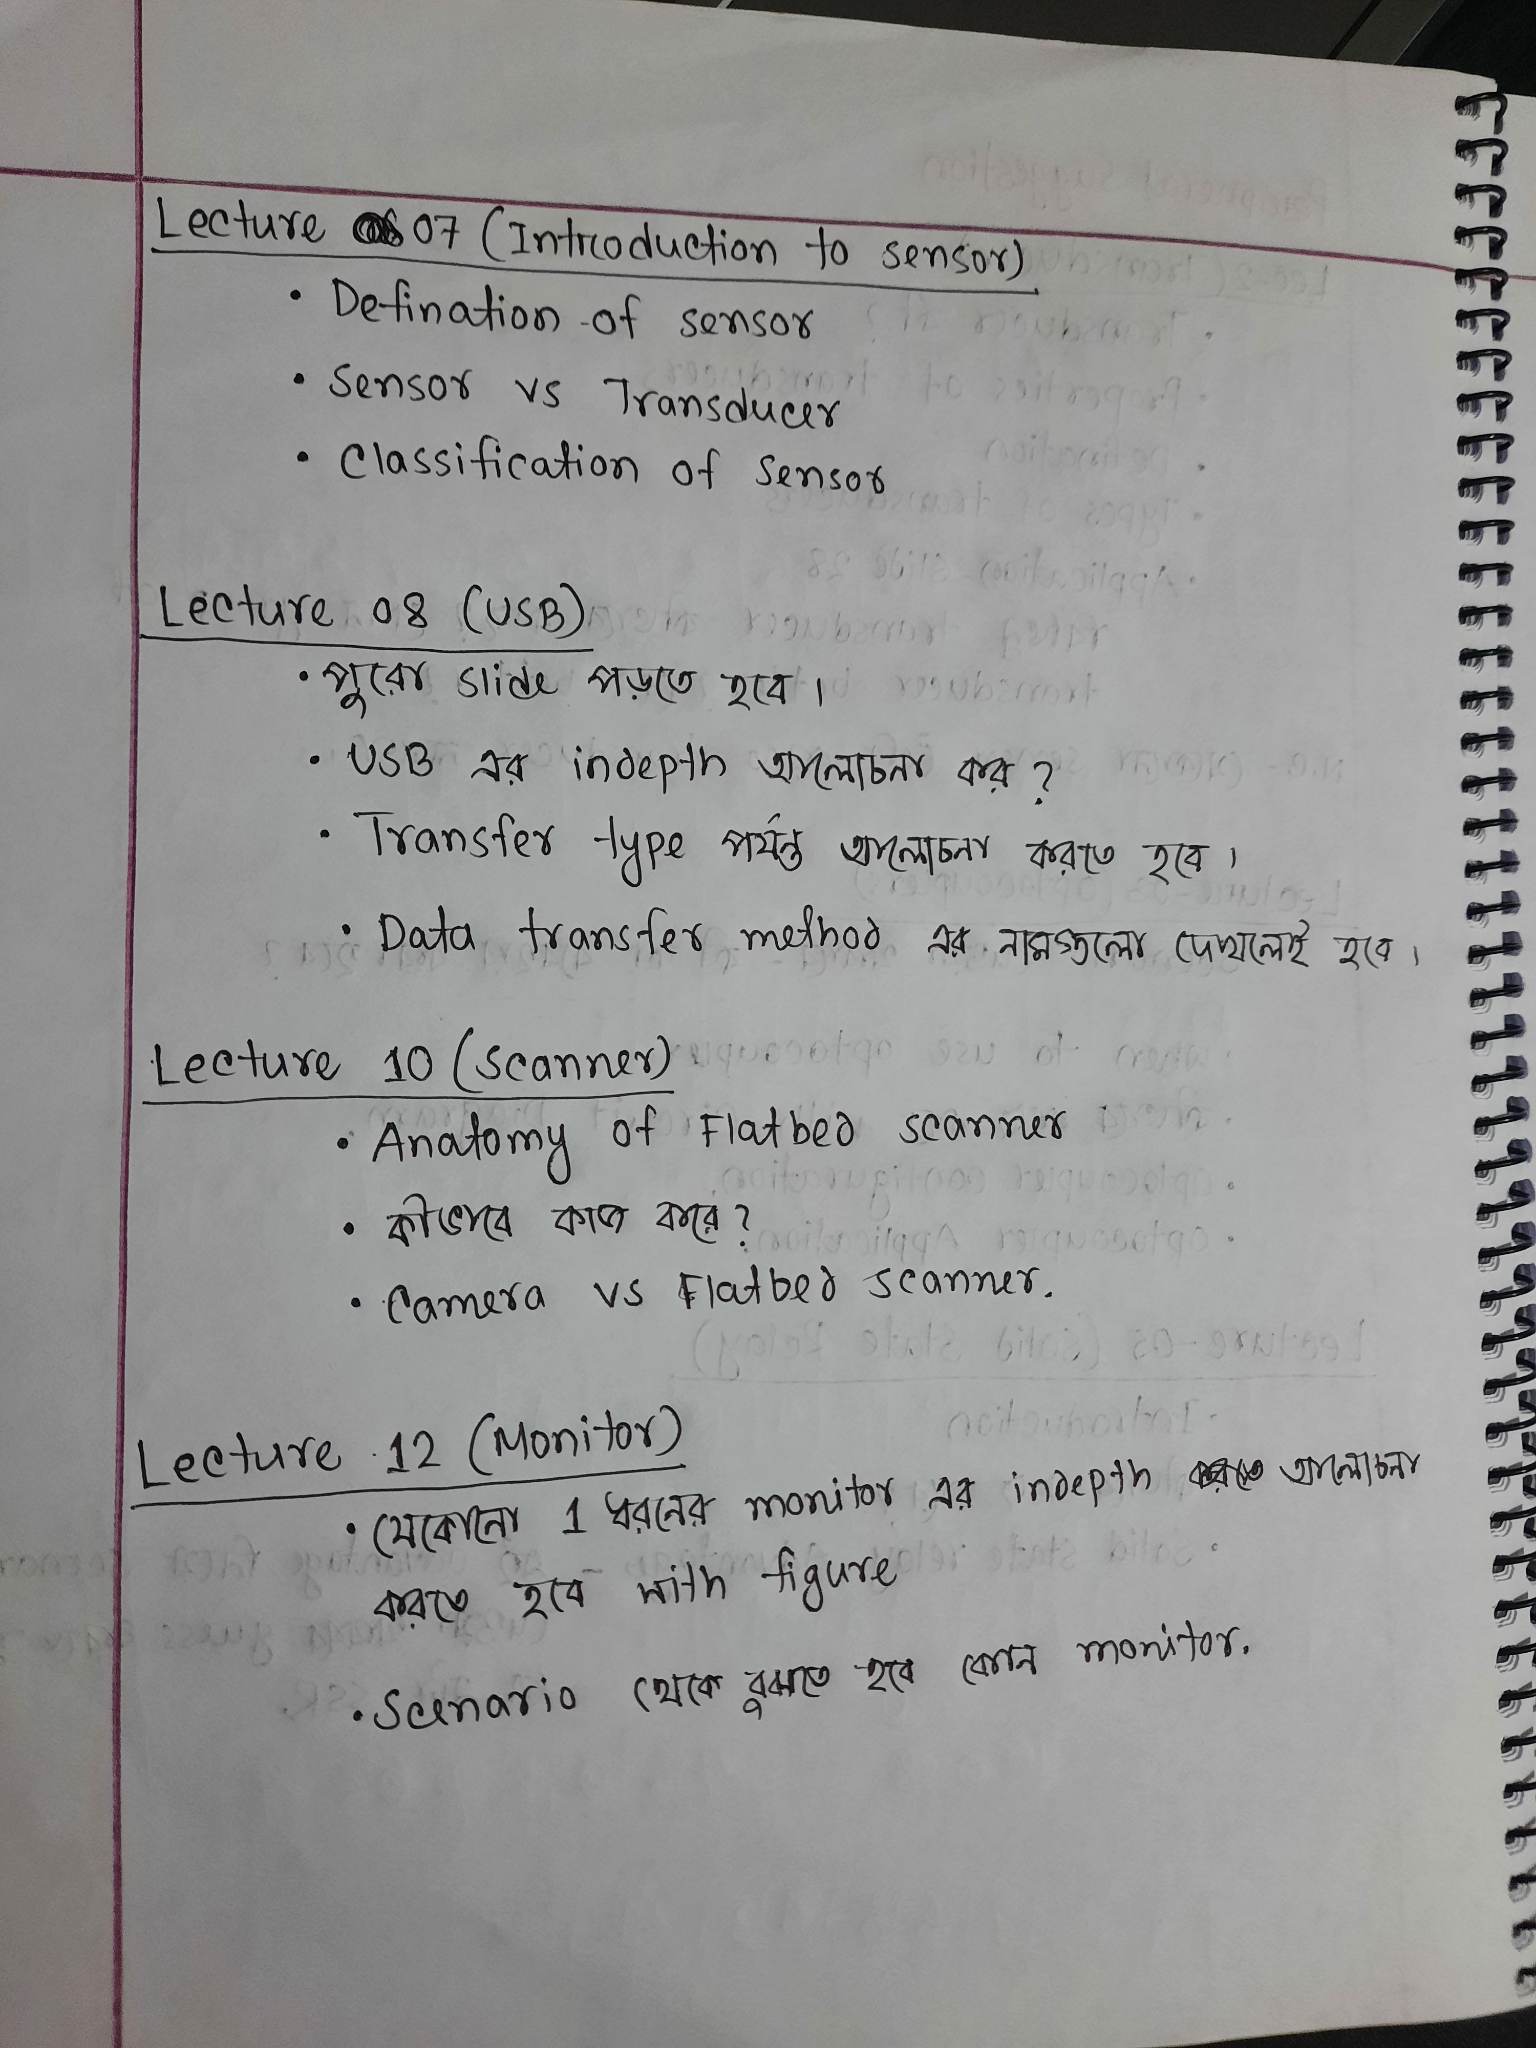 Lecture 07 (Introduction to sensor)
• Defination of sensor
• Sensor vs Transducer
• Classification of Sensor
Lecture 08 (USB)
• পুরো slide পড়তে হবে।
• USB এর indepth আলোচনা কর?
• Transfer type পর্যন্ত আলোচনা করতে হবে।
• Data transfer method এর নামগুলো দেখলেই হবে।
Lecture 10 (Scanner)
• Anatomy of Flatbed scanner
• কীভাবে কাজ করে?
• Camera vs Flatbed scanner.
Lecture 12 (Monitor)
• যেকোনো 1 ধরনের monitor এর indepth আলোচনা
করতে হবে with figure
• Scenario থেকে বুঝতে হবে কোন monitor.